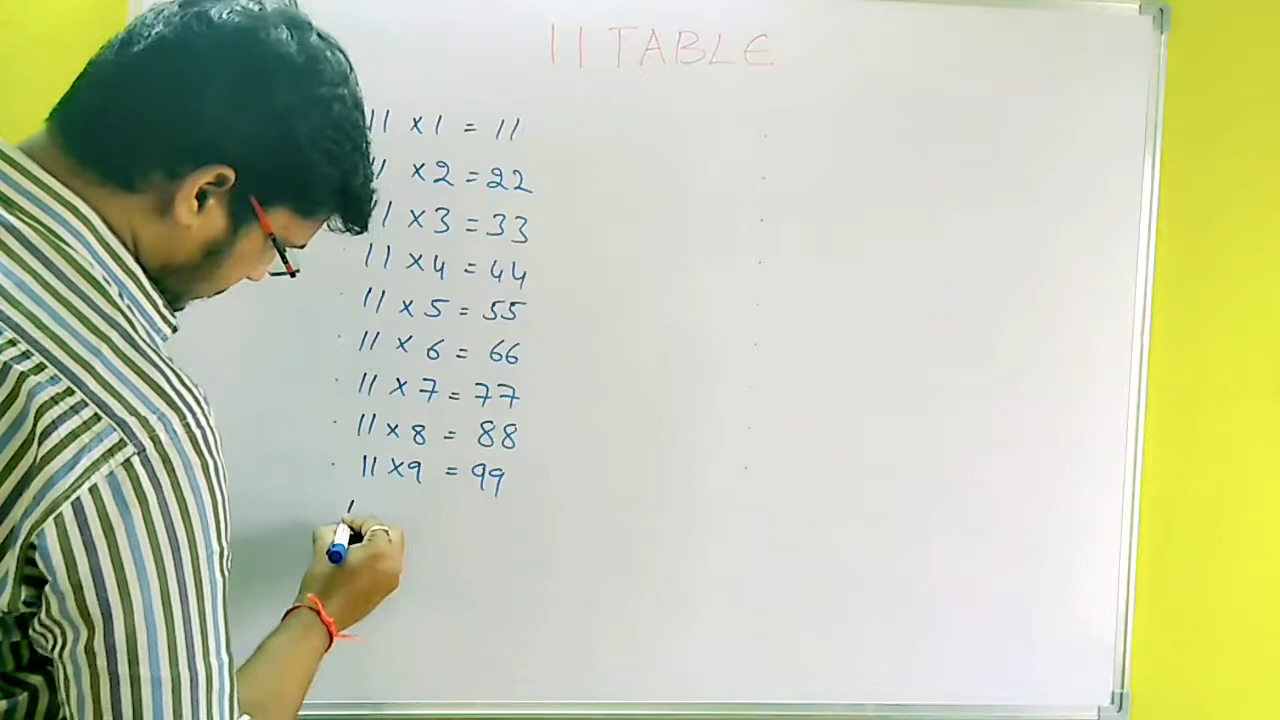 11 TABLE
11 × 1 = 11
11 × 2 = 22
11 × 3 = 33
11 × 4 = 44
11 × 5 = 55
11 × 6 = 66
11 × 7 = 77
11 × 8 = 88
11 × 9 = 99